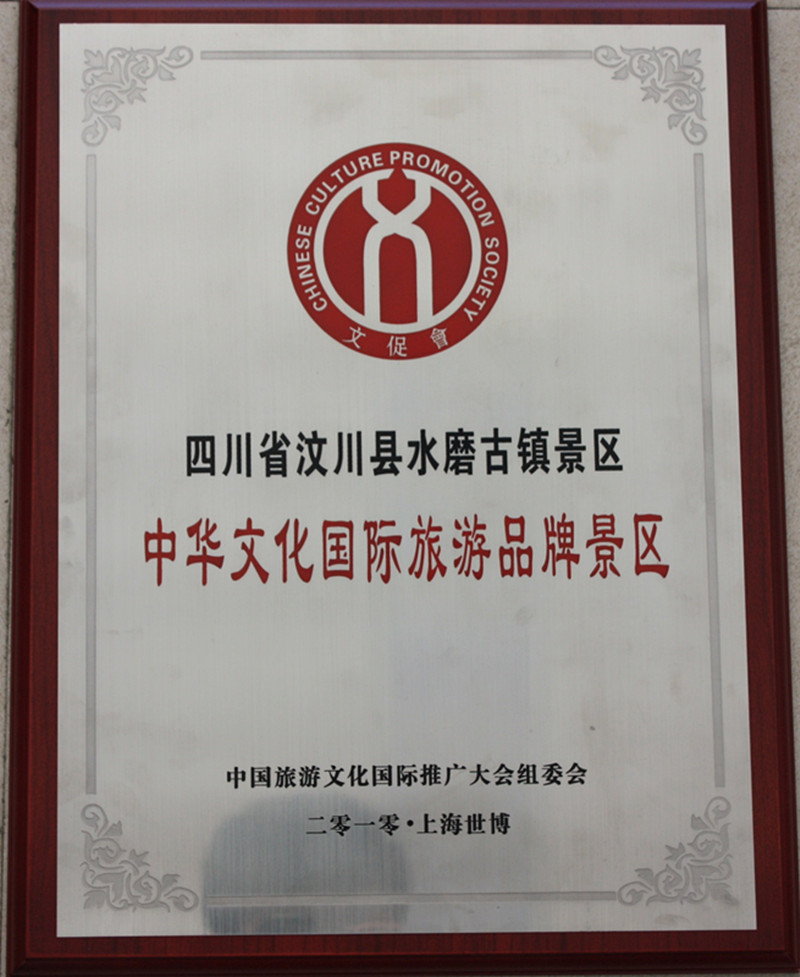 CHINESE CULTURE PROMOTION SOCIETY
文促會
四川省汶川县水磨古镇景区
中华文化国际旅游品牌景区
中国旅游文化国际推广大会组委会
二零一零·上海世博